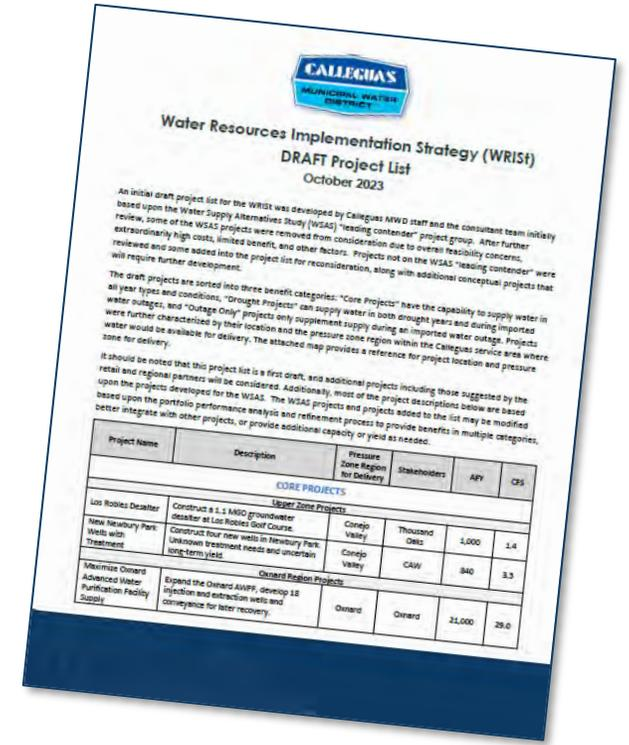 CALLEGUAS
MUNICIPAL WATER
DISTRICT
Water Resources Implementation Strategy (WRISt)
DRAFT Project List
October 2023
An initial draft project list for the WRISt was developed by Calleguas MWD staff and the consultant team initially
based upon the Water Supply Alternatives Study (WSAS) "leading contender" project group. After further
review, some of the WSAS projects were removed from consideration due to overall feasibility concerns,
extraordinarily high costs, limited benefit, and other factors. Projects not on the WSAS "leading contender" were
reviewed and some added into the project list for reconsideration, along with additional conceptual projects that
will require further development.
The draft projects are sorted into three benefit categories: "Core Projects" have the capability to supply water in
all year types and conditions, "Drought Projects" can supply water in both drought years and during imported
water outages, and "Outage Only" projects only supplement supply during an imported water outage. Projects
were further characterized by their location and the pressure zone region within the Calleguas service area where
water would be available for delivery. The attached map provides a reference for project location and pressure
zone for delivery.
It should be noted that this project list is a first draft, and additional projects including those suggested by the
retail and regional partners will be considered. Additionally, most of the project descriptions below are based
upon the projects developed for the WSAS. The WSAS projects and projects added to the list may be modified
based upon the portfolio performance analysis and refinement process to provide benefits in multiple categories,
better integrate with other projects, or provide additional capacity or yield as needed.
Project Name Description Pressure Zone Region for Delivery Stakeholders AFY CFS
CORE PROJECTS
Upper Zone Projects
Los Robles Desalter Construct a 1.1 MGD groundwater desalter at Los Robles Golf Course. Conejo Valley Thousand Oaks 1,000 1.4
New Newbury Park Wells with Treatment Construct four new wells in Newbury Park. Unknown treatment needs and uncertain long-term yield. Conejo Valley CAW 840 3.3
Oxnard Region Projects
Maximize Oxnard Advanced Water Purification Facility Supply Expand the Oxnard AWPF, develop 18 injection and extraction wells and conveyance for later recovery. Oxnard Oxnard 21,000 29.0